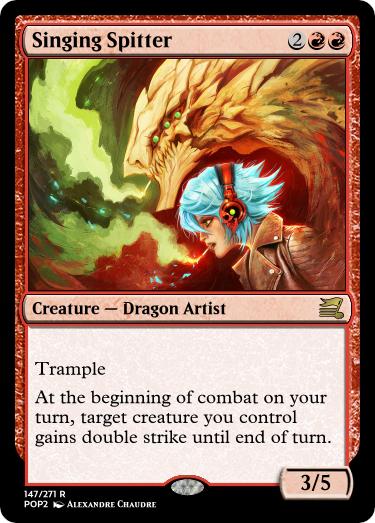 Singing Spitter 2
Creature — Dragon Artist
Trample
At the beginning of combat on your
turn, target creature you control
gains double strike until end of turn.
3/5
147/271 R
POP2 Alexandre Chaudre